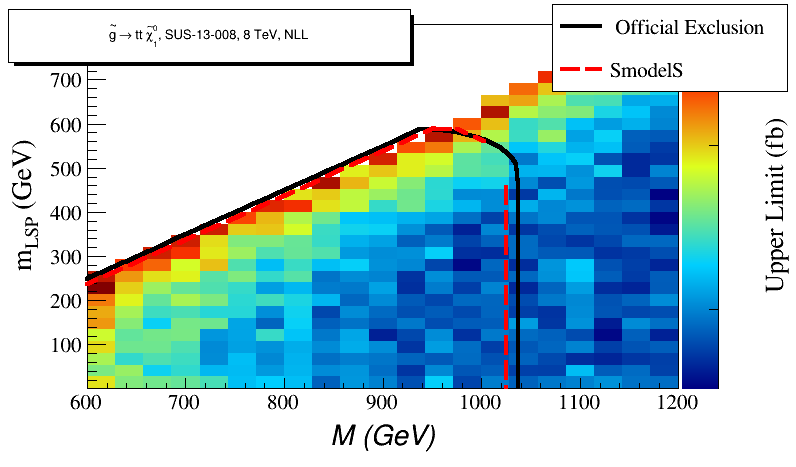 g̃ → tt χ̃⁰₁, SUS-13-008, 8 TeV, NLL
Official Exclusion
SmodelS
700
600
500
400
300
200
100
m_LSP (GeV)
600 700 800 900 1000 1100 1200
M (GeV)
Upper Limit (fb)